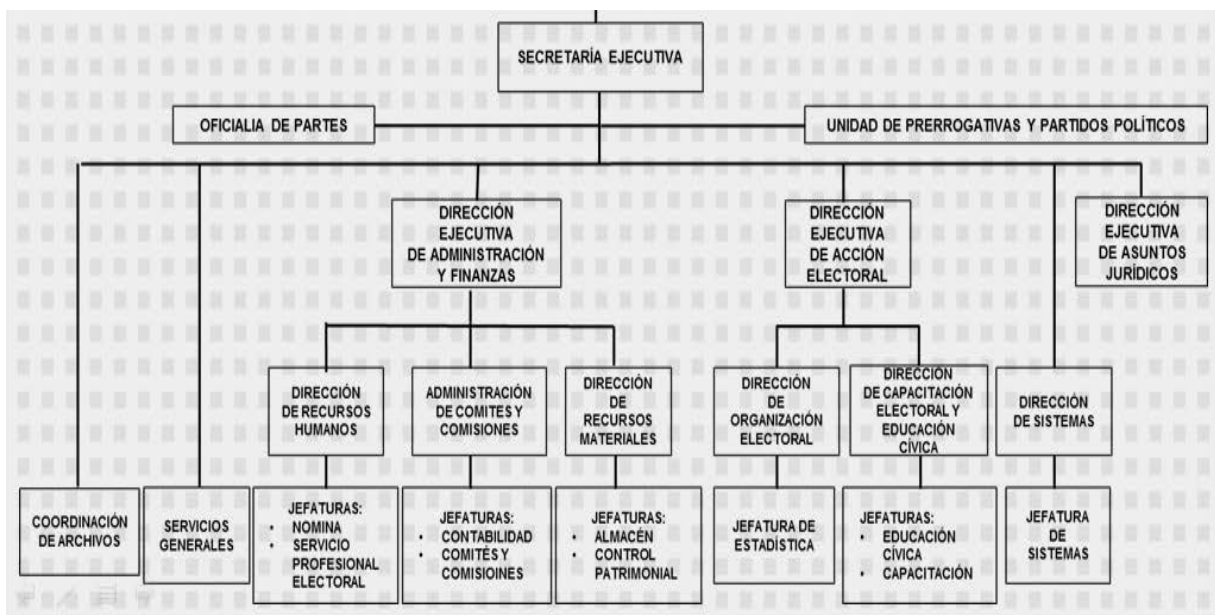 SECRETARÍA EJECUTIVA
OFICIALIA DE PARTES
UNIDAD DE PRERROGATIVAS Y PARTIDOS POLÍTICOS
DIRECCIÓN
EJECUTIVA
DE ADMINISTRACIÓN
Y FINANZAS
DIRECCIÓN
EJECUTIVA
DE ACCIÓN
ELECTORAL
DIRECCIÓN
EJECUTIVA
DE ASUNTOS
JURÍDICOS
DIRECCIÓN
DE RECURSOS
HUMANOS
ADMINISTRACIÓN
DE COMITÉS Y
COMISIONES
DIRECCIÓN
DE
RECURSOS
MATERIALES
DIRECCIÓN
DE
ORGANIZACIÓN
ELECTORAL
DIRECCIÓN
DE CAPACITACIÓN
ELECTORAL Y
EDUCACIÓN
CÍVICA
DIRECCIÓN
DE SISTEMAS
COORDINACIÓN
DE ARCHIVOS
SERVICIOS
GENERALES
JEFATURAS:
• NOMINA
• SERVICIO
PROFESIONAL
ELECTORAL
JEFATURAS:
• CONTABILIDAD
• COMITÉS Y
COMISIONES
JEFATURAS:
• ALMACÉN
• CONTROL
PATRIMONIAL
JEFATURA DE
ESTADÍSTICA
JEFATURAS:
• EDUCACIÓN
CÍVICA
• CAPACITACIÓN
JEFATURA
DE
SISTEMAS